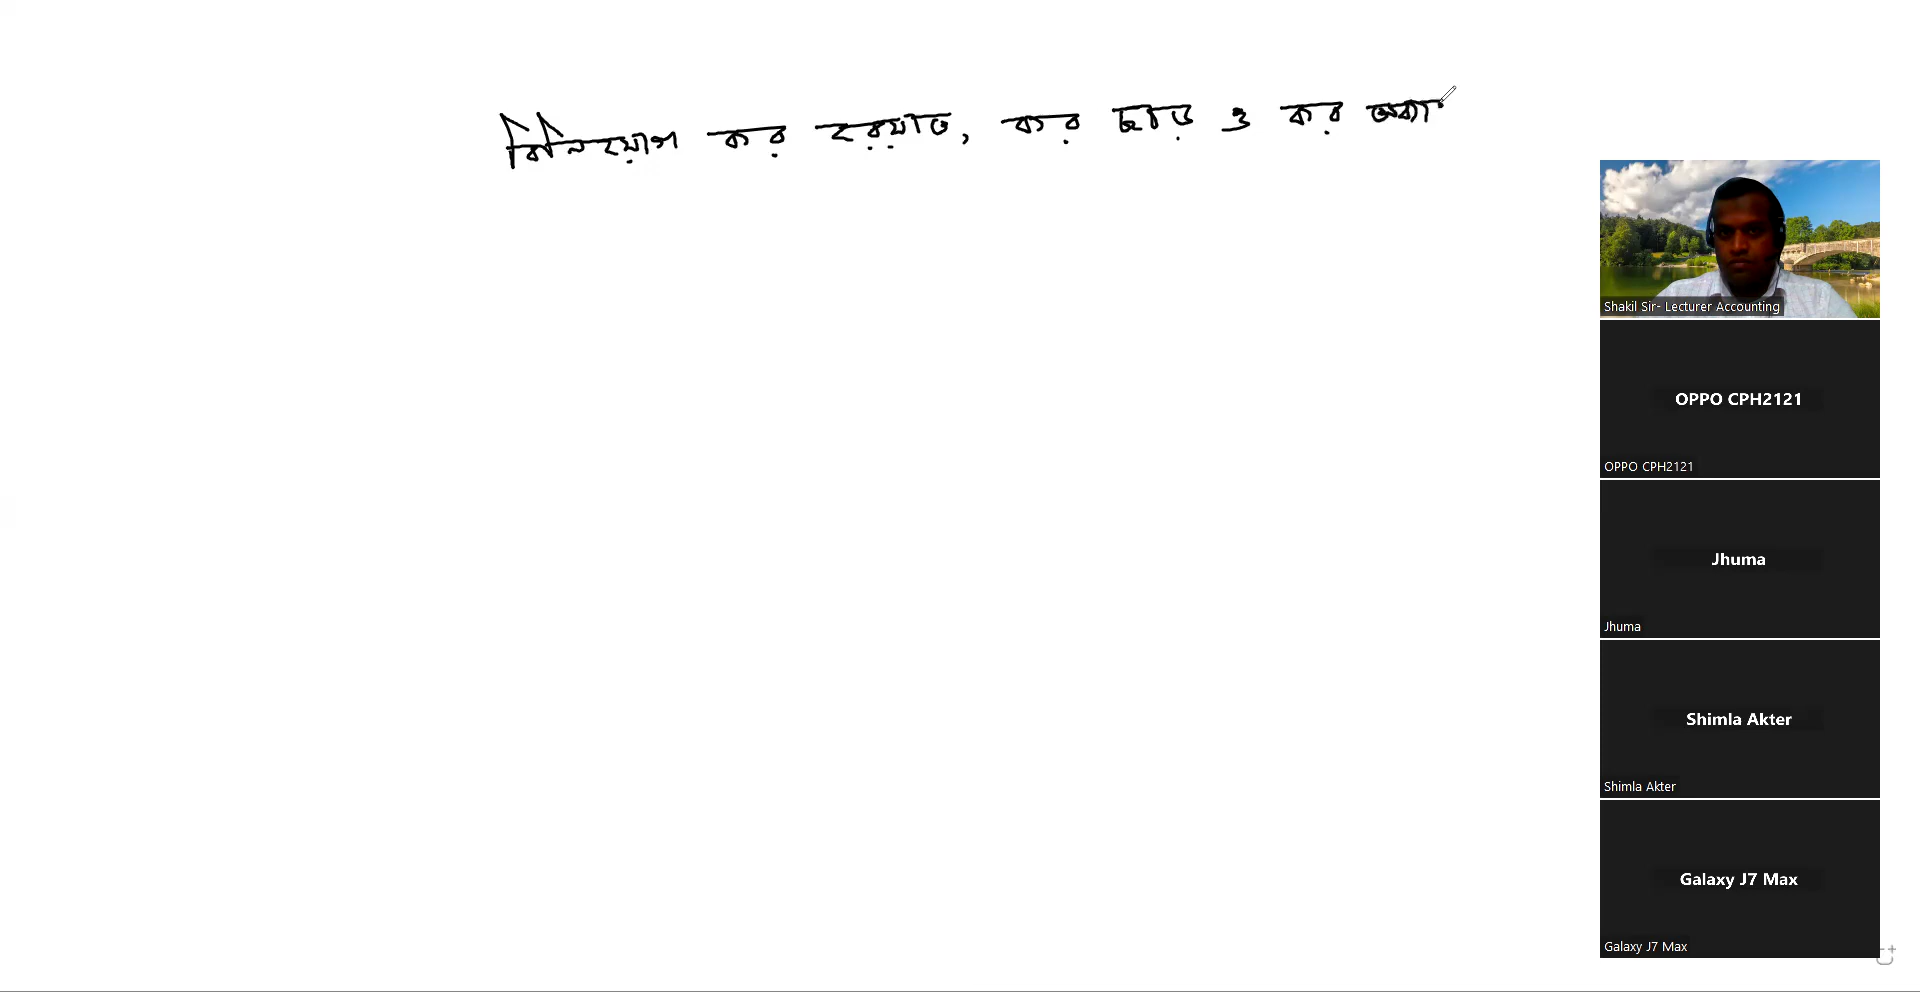 বিনিয়োগ কর রেয়াত, কর ছাড় ও কর অব্যা
Shakil Sir- Lecturer Accounting
OPPO CPH2121
OPPO CPH2121
Jhuma
Jhuma
Shimla Akter
Shimla Akter
Galaxy J7 Max
Galaxy J7 Max